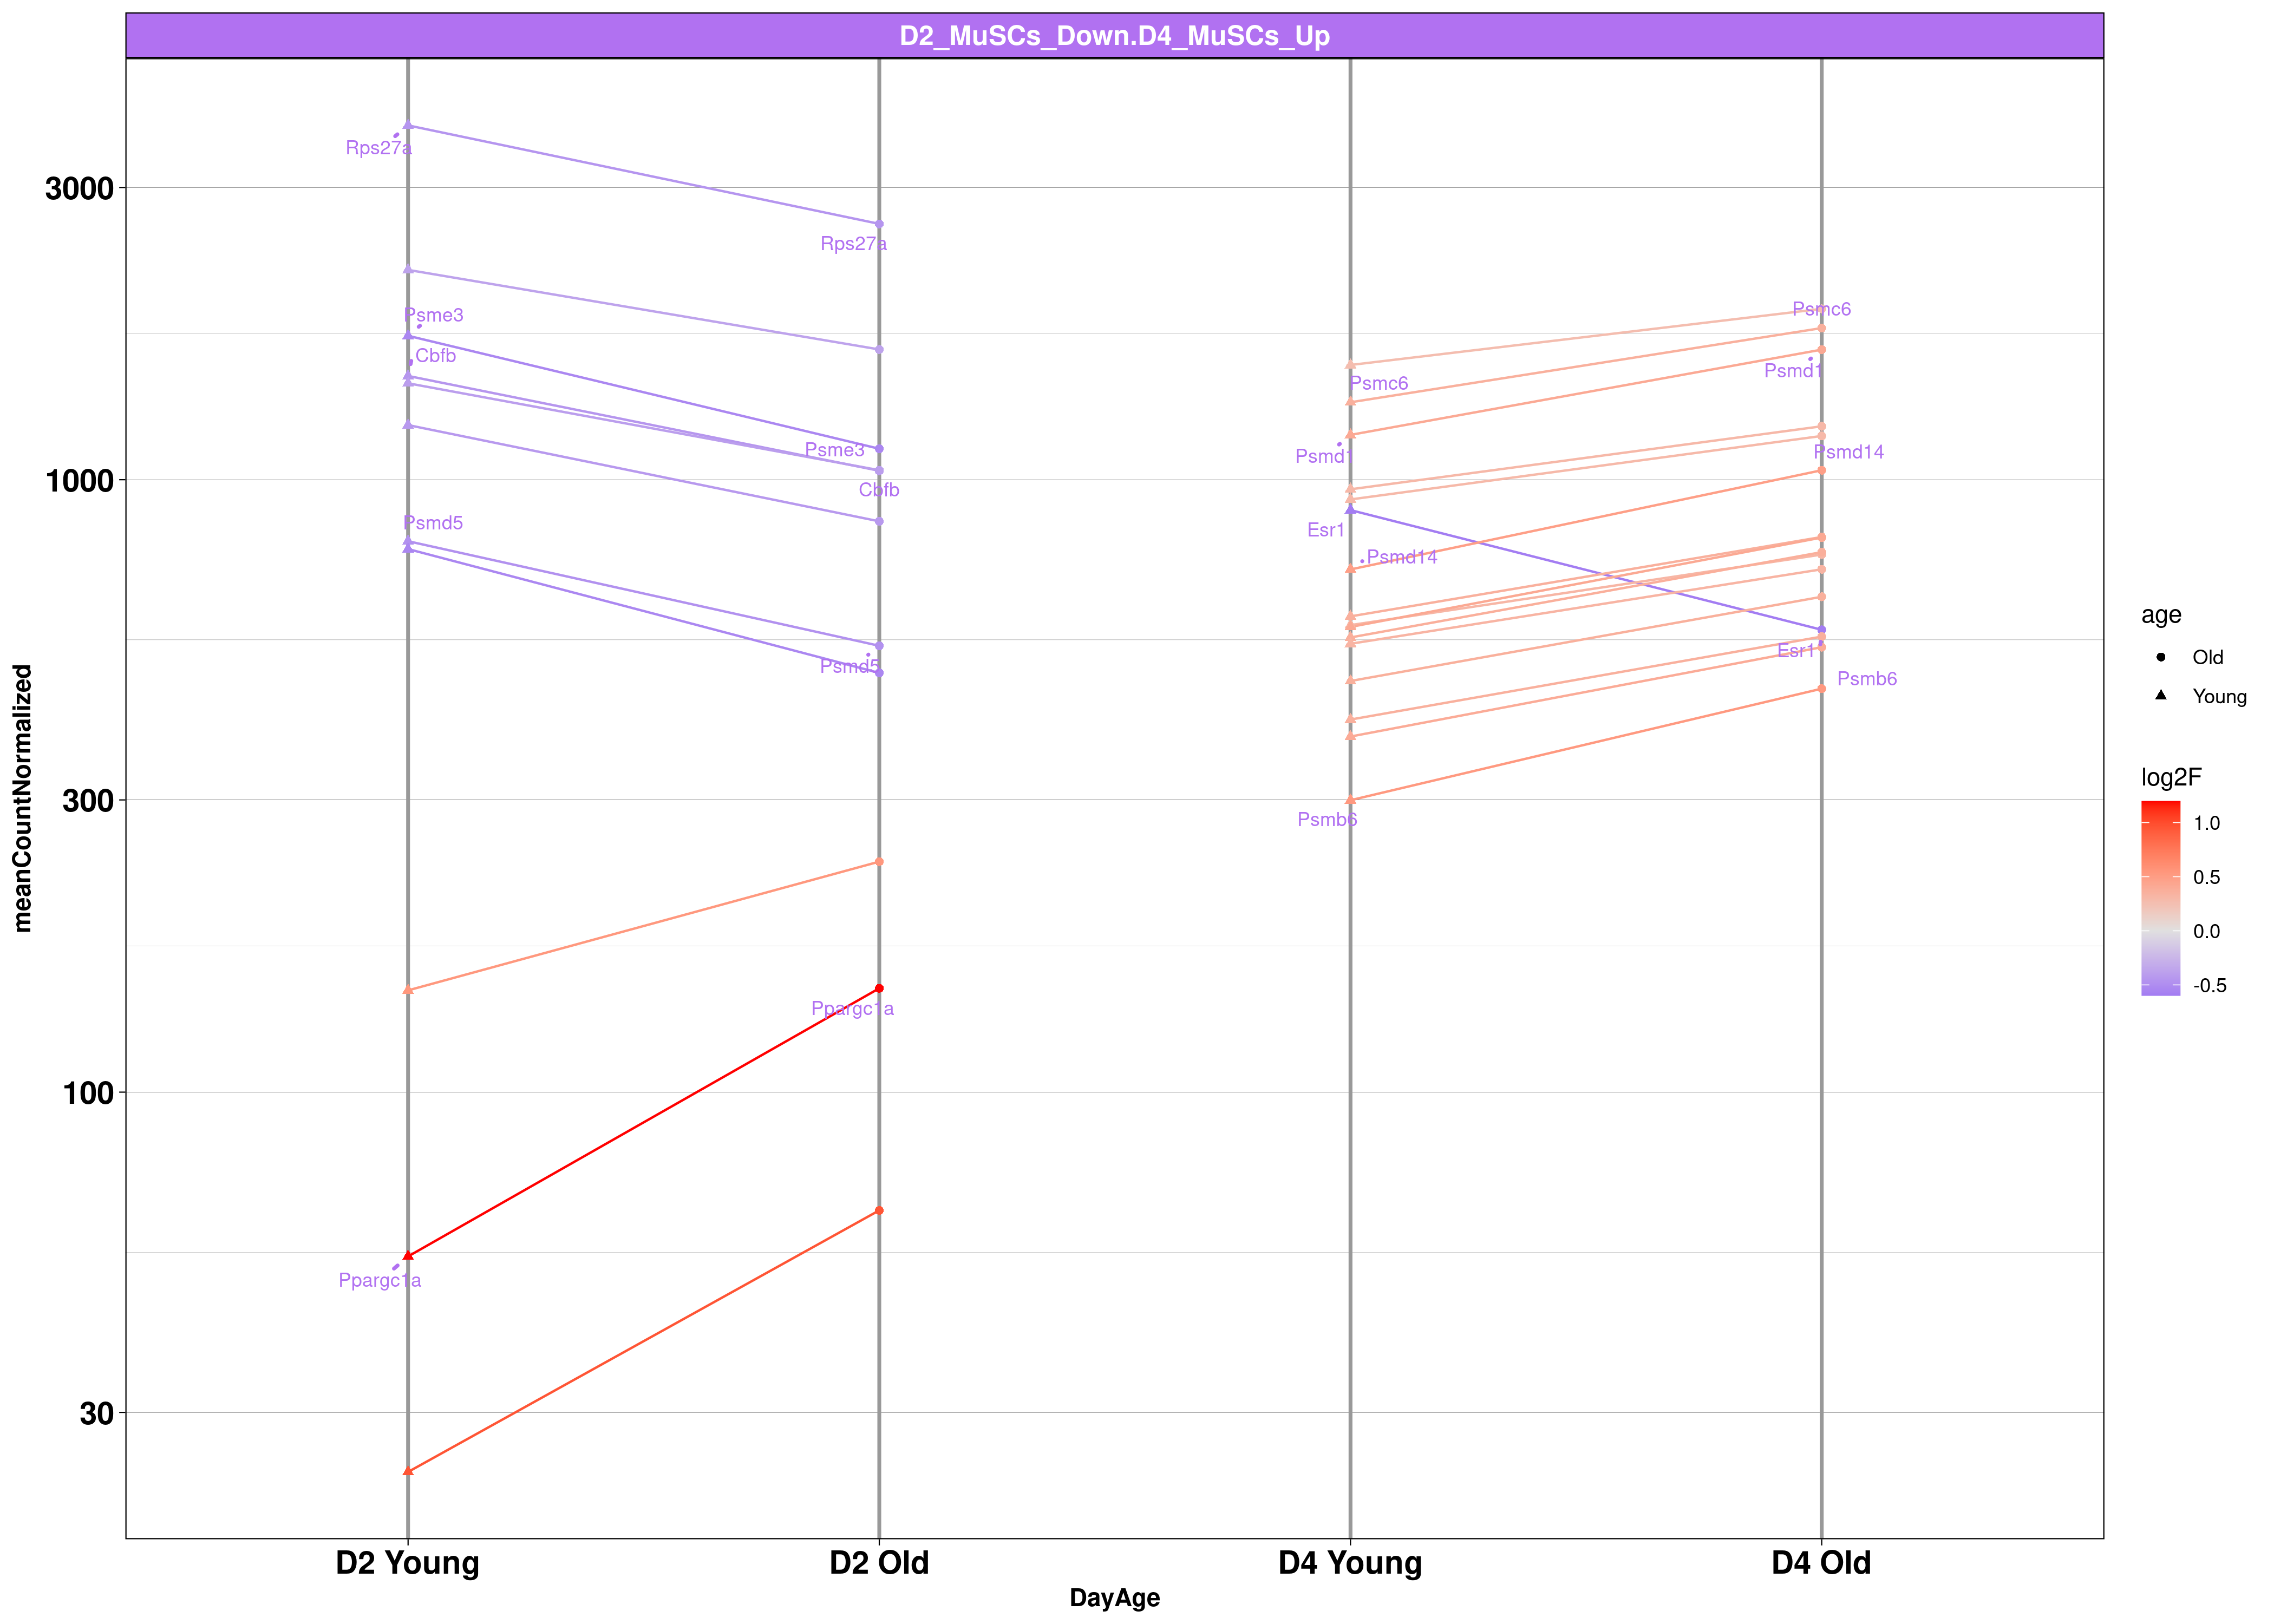 D2_MuSCs_Down.D4_MuSCs_Up
meanCountNormalized
3000
1000
300
100
30
Rps27a
Rps27a
Psme3
Cbfb
Psme3
Cbfb
Psmd5
Psmd5
Ppargc1a
Ppargc1a
Psmc6
Psmc6
Psmd1
Psmd1
Psmd14
Esr1
Psmd14
Esr1
Psmb6
Psmb6
D2 Young
D2 Old
D4 Young
D4 Old
DayAge
age
Old
Young
log2F
1.0
0.5
0.0
-0.5